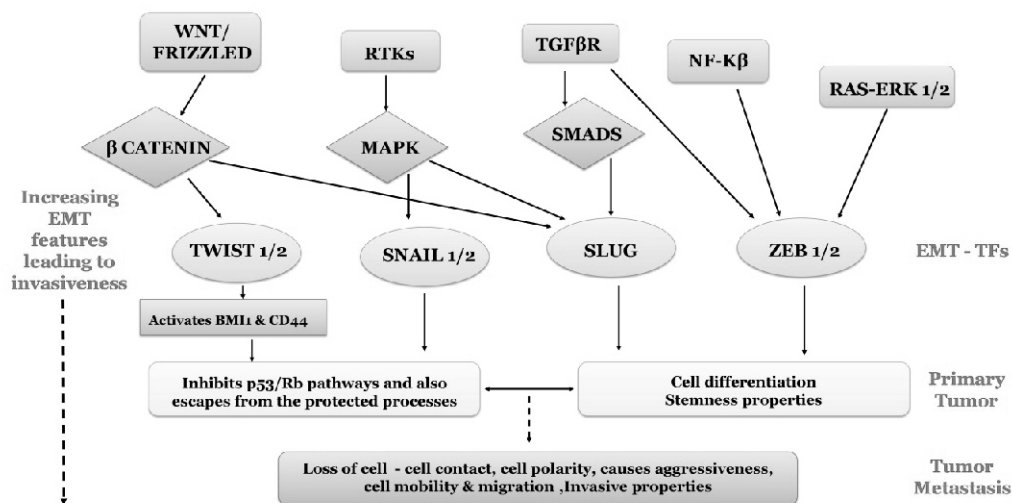 WNT/
FRIZZLED
RTKs
TGFβR
NF-Kβ
RAS-ERK 1/2
β CATENIN
MAPK
SMADS
Increasing
EMT
features
leading to
invasiveness
TWIST 1/2
SNAIL 1/2
SLUG
ZEB 1/2
EMT - TFs
Activates BMI1 & CD44
Inhibits p53/Rb pathways and also
escapes from the protected processes
Cell differentiation
Stemness properties
Primary
Tumor
Loss of cell - cell contact, cell polarity, causes aggressiveness,
cell mobility & migration ,Invasive properties
Tumor
Metastasis